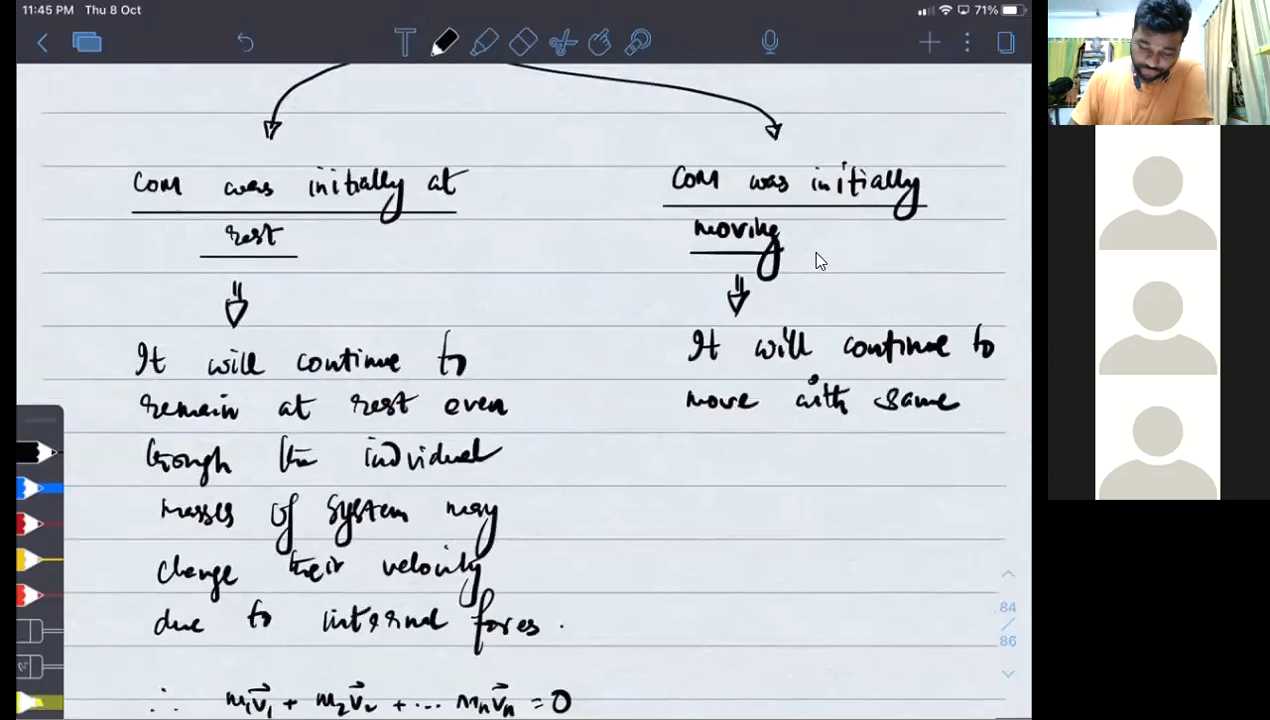 11:45 PM Thu 8 Oct
71%
T
COM was initially at
rest
It will continue to
remain at rest even
trough the individual
masses of system may
change their velocity
due to internal forces.
∴ m₁v⃗₁ + m₂v⃗₂ + ... mₙv⃗ₙ = 0
COM was initially
moving
It will continue to
move with same
84
/
86